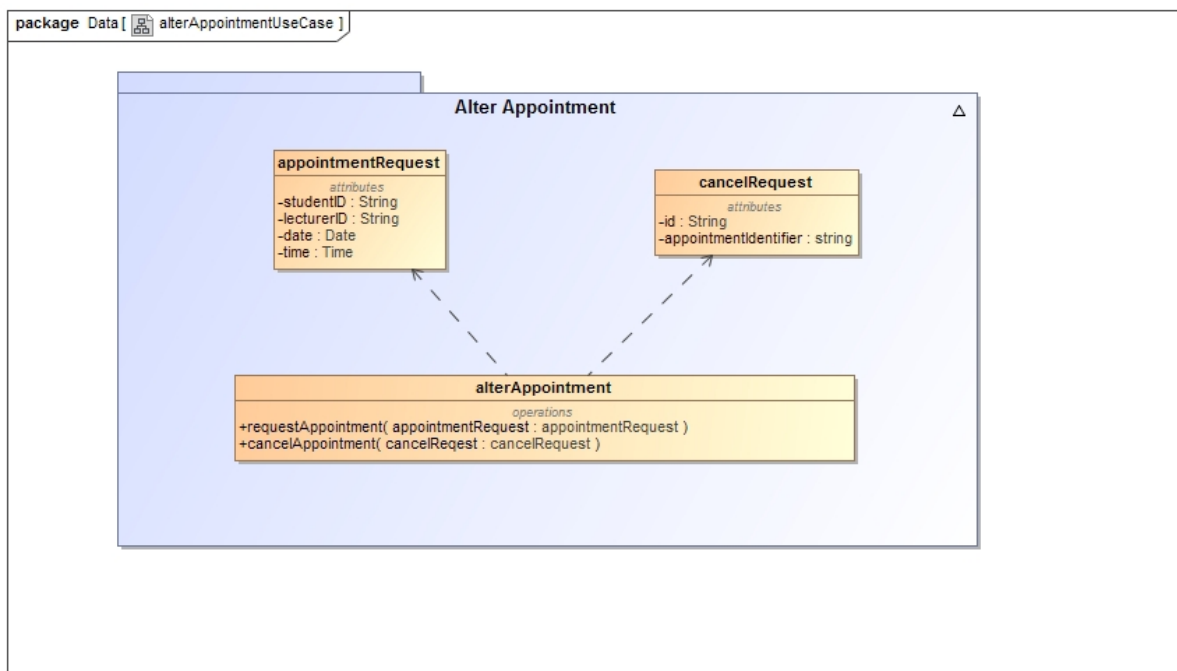 package Data [ alterAppointmentUseCase ]
Alter Appointment
appointmentRequest
attributes
-studentID : String
-lecturerID : String
-date : Date
-time : Time
cancelRequest
attributes
-id : String
-appointmentIdentifier : string
alterAppointment
operations
+requestAppointment( appointmentRequest : appointmentRequest )
+cancelAppointment( cancelReqest : cancelRequest )